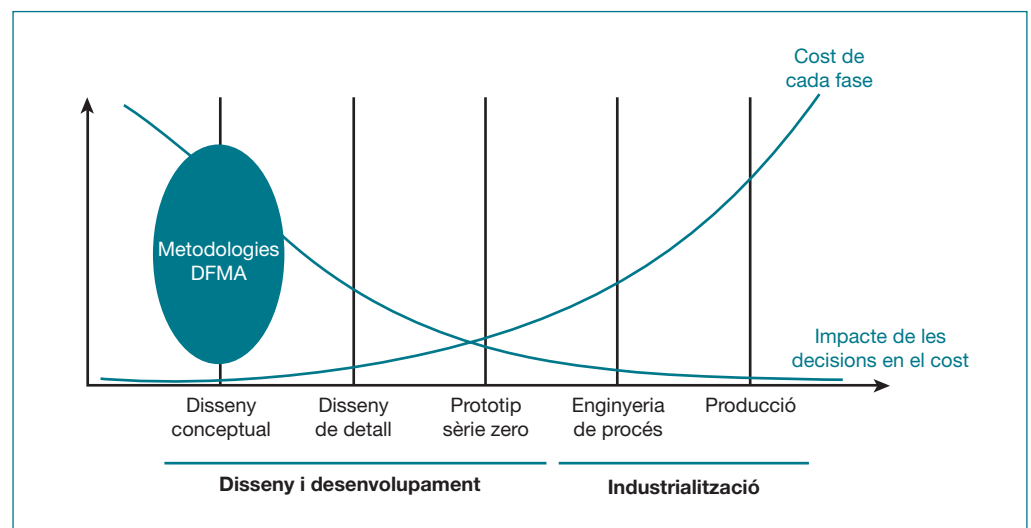 Cost de
cada fase
Metodologies
DFMA
Impacte de les
decisions en el cost
Disseny
conceptual
Disseny
de detall
Prototip
sèrie zero
Enginyeria
de procés
Producció
Disseny i desenvolupament
Industrialització